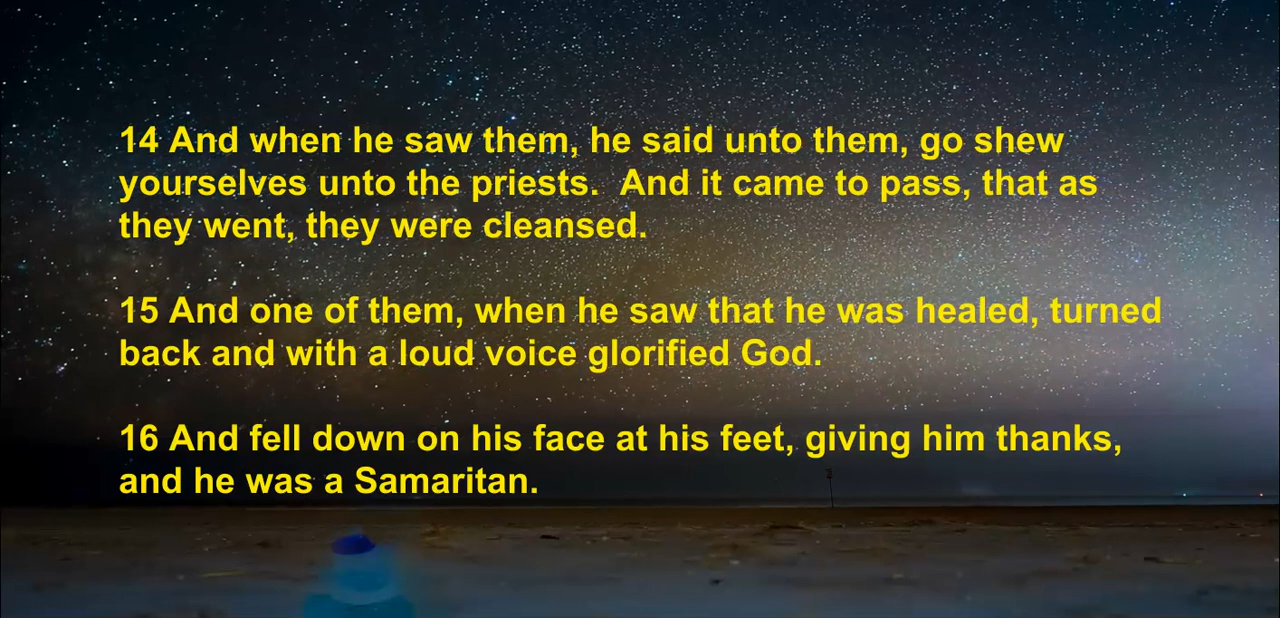 14 And when he saw them, he said unto them, go shew
yourselves unto the priests.  And it came to pass, that as
they went, they were cleansed.
15 And one of them, when he saw that he was healed, turned
back and with a loud voice glorified God.
16 And fell down on his face at his feet, giving him thanks,
and he was a Samaritan.